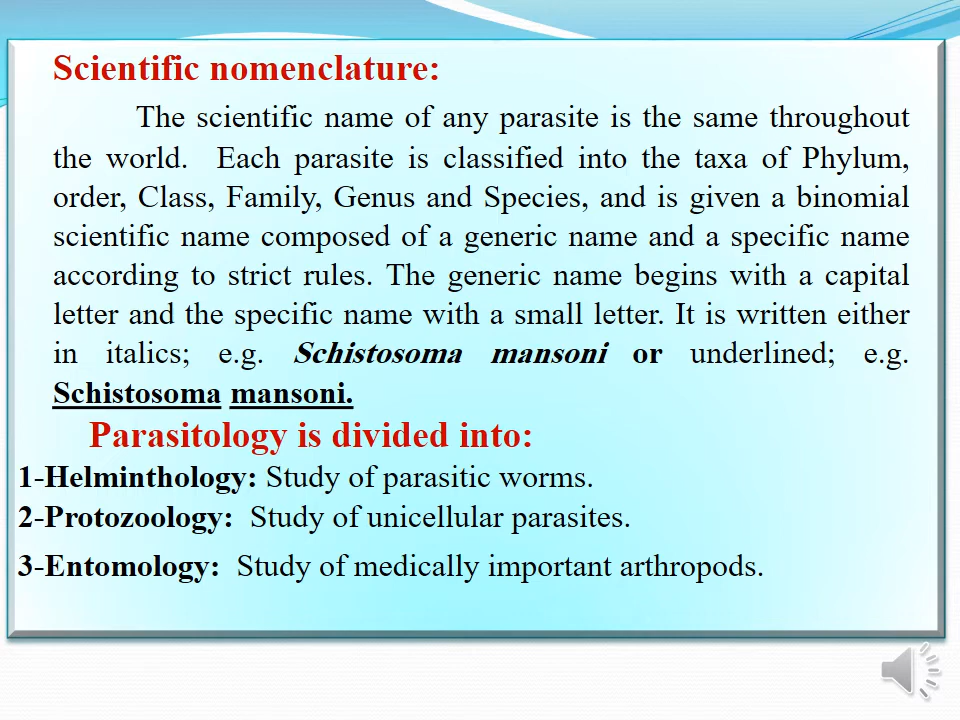 Scientific nomenclature:
The scientific name of any parasite is the same throughout
the world. Each parasite is classified into the taxa of Phylum,
order, Class, Family, Genus and Species, and is given a binomial
scientific name composed of a generic name and a specific name
according to strict rules. The generic name begins with a capital
letter and the specific name with a small letter. It is written either
in italics; e.g. Schistosoma mansoni or underlined; e.g.
Schistosoma mansoni.
Parasitology is divided into:
1-Helminthology: Study of parasitic worms.
2-Protozoology: Study of unicellular parasites.
3-Entomology: Study of medically important arthropods.